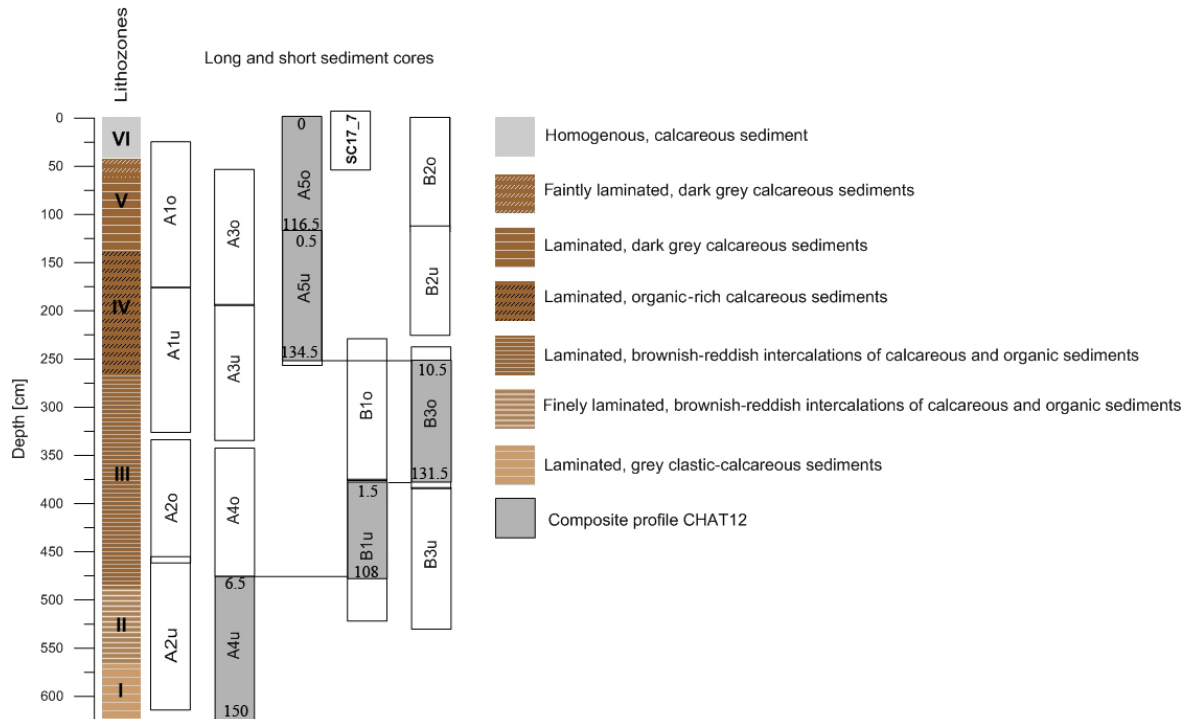 Lithozones
Long and short sediment cores
Depth [cm]
0
50
100
150
200
250
300
350
400
450
500
550
600
VI
V
IV
III
II
I
A1o
A1u
A2o
A2u
A3o
A3u
A4o
6.5
A4u
150
0
A5o
116.5
0.5
A5u
134.5
SC17_7
B1o
1.5
B1u
108
B2o
B2u
10.5
B3o
131.5
B3u
Homogenous, calcareous sediment
Faintly laminated, dark grey calcareous sediments
Laminated, dark grey calcareous sediments
Laminated, organic-rich calcareous sediments
Laminated, brownish-reddish intercalations of calcareous and organic sediments
Finely laminated, brownish-reddish intercalations of calcareous and organic sediments
Laminated, grey clastic-calcareous sediments
Composite profile CHAT12